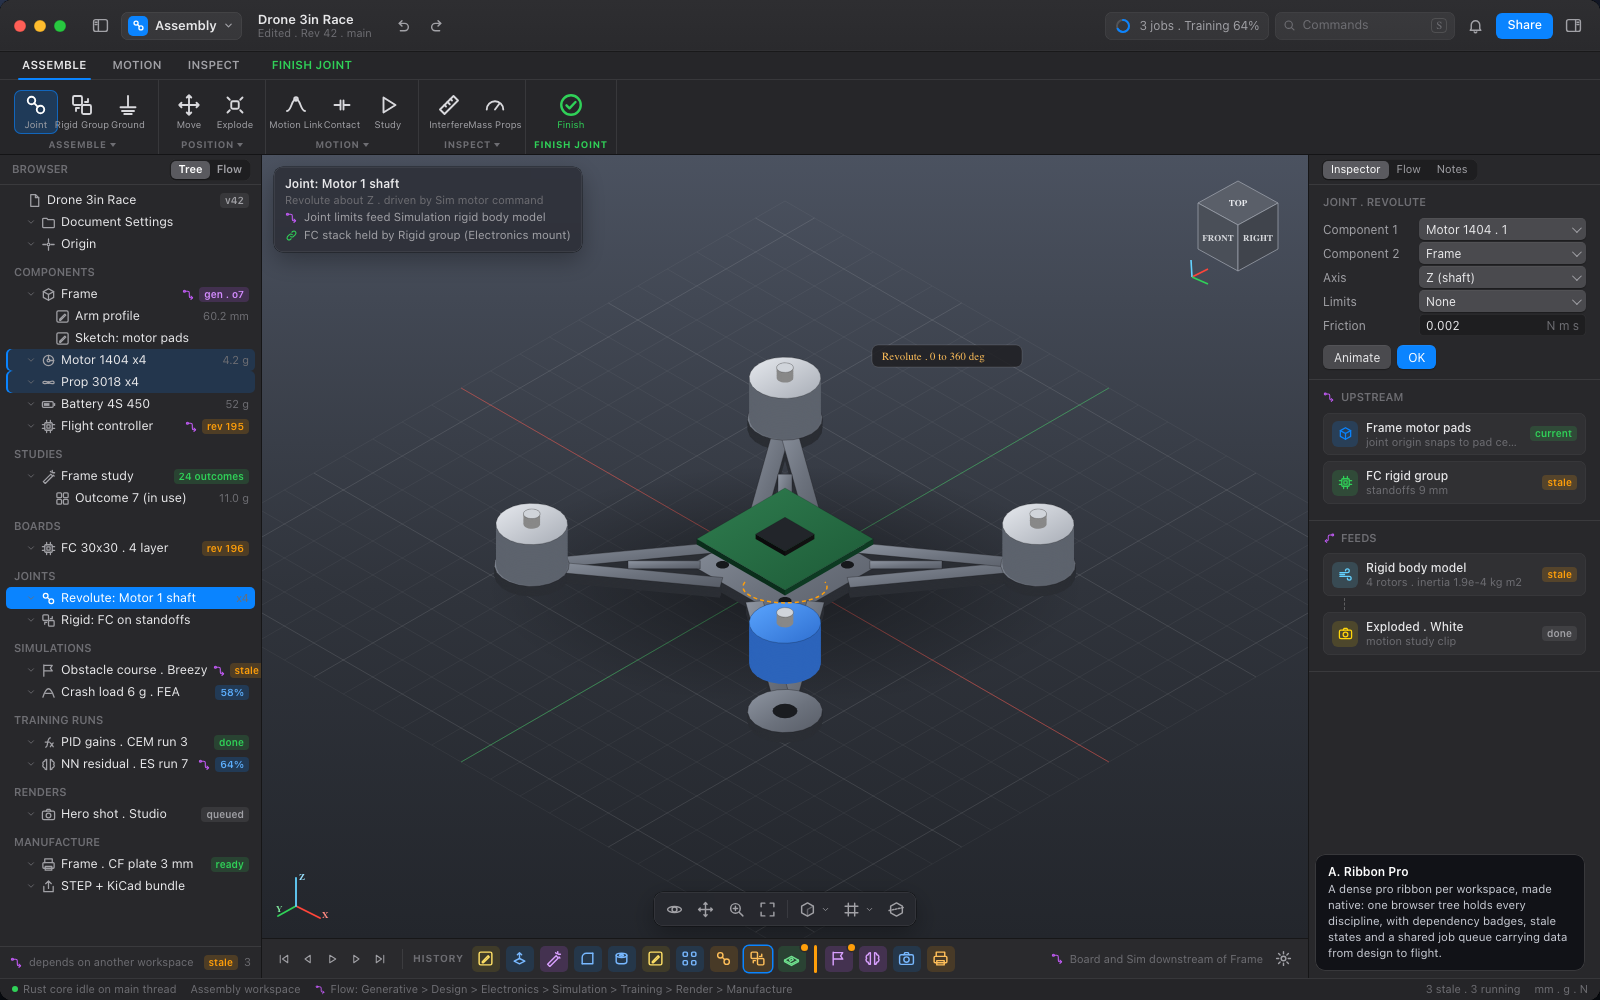 Assembly
Drone 3in Race
Edited . Rev 42 . main
3 jobs . Training 64%
Commands
S
Share
ASSEMBLE
MOTION
INSPECT
FINISH JOINT
Joint
Rigid Group
Ground
Move
Explode
Motion Link
Contact
Study
Interfere
Mass Props
Finish
ASSEMBLE
POSITION
MOTION
INSPECT
FINISH JOINT
BROWSER
Tree
Flow
Drone 3in Race
v42
Document Settings
Origin
COMPONENTS
Frame
gen . o7
Arm profile
60.2 mm
Sketch: motor pads
Motor 1404 x4
4.2 g
Prop 3018 x4
Battery 4S 450
52 g
Flight controller
rev 195
STUDIES
Frame study
24 outcomes
Outcome 7 (in use)
11.0 g
BOARDS
FC 30x30 . 4 layer
rev 196
JOINTS
Revolute: Motor 1 shaft
Rigid: FC on standoffs
SIMULATIONS
Obstacle course . Breezy
stale
Crash load 6 g . FEA
58%
TRAINING RUNS
PID gains . CEM run 3
done
NN residual . ES run 7
64%
RENDERS
Hero shot . Studio
queued
MANUFACTURE
Frame . CF plate 3 mm
ready
STEP + KiCad bundle
depends on another workspace
stale
3
Joint: Motor 1 shaft
Revolute about Z . driven by Sim motor command
Joint limits feed Simulation rigid body model
FC stack held by Rigid group (Electronics mount)
TOP
FRONT
RIGHT
Revolute . 0 to 360 deg
Z
Y
X
HISTORY
Board and Sim downstream of Frame
Inspector
Flow
Notes
JOINT . REVOLUTE
Component 1
Motor 1404 . 1
Component 2
Frame
Axis
Z (shaft)
Limits
None
Friction
0.002
N m s
Animate
OK
UPSTREAM
Frame motor pads
joint origin snaps to pad ce...
current
FC rigid group
standoffs 9 mm
stale
FEEDS
Rigid body model
4 rotors . inertia 1.9e-4 kg m2
stale
Exploded . White
motion study clip
done
A. Ribbon Pro
A dense pro ribbon per workspace, made
native: one browser tree holds every
discipline, with dependency badges, stale
states and a shared job queue carrying data
from design to flight.
Rust core idle on main thread
Assembly workspace
Flow: Generative > Design > Electronics > Simulation > Training > Render > Manufacture
3 stale . 3 running
mm . g . N